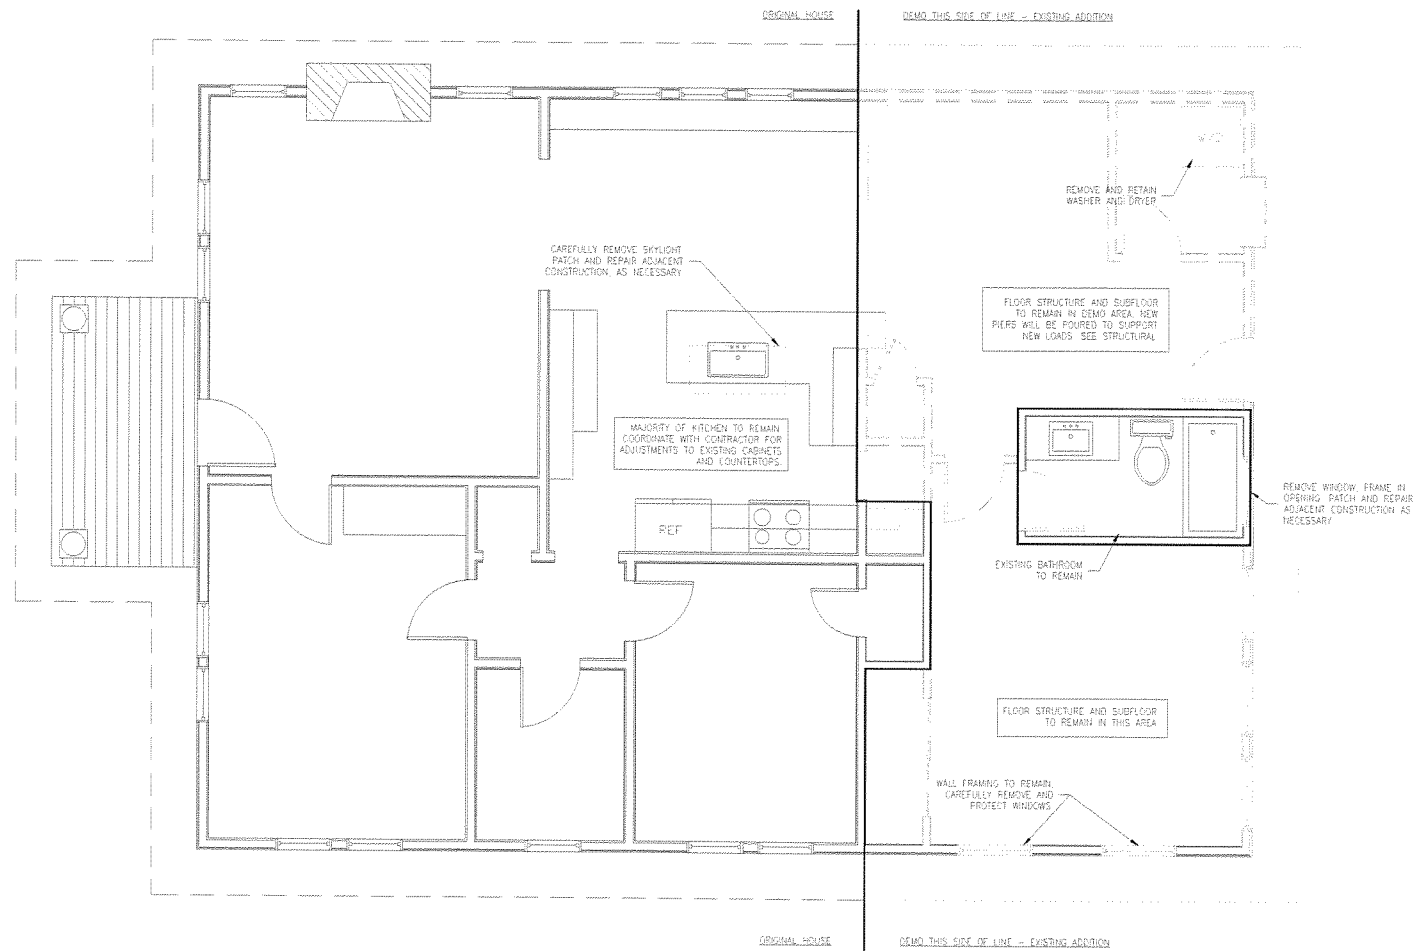 ORIGINAL HOUSE
DEMO THIS SIDE OF LINE - EXISTING ADDITION
W/D
REMOVE AND RETAIN
WASHER AND DRYER
CAREFULLY REMOVE SKYLIGHT
PATCH AND REPAIR ADJACENT
CONSTRUCTION, AS NECESSARY
FLOOR STRUCTURE AND SUBFLOOR
TO REMAIN IN DEMO AREA. NEW
PIERS WILL BE POURED TO SUPPORT
NEW LOADS SEE STRUCTURAL
MAJORITY OF KITCHEN TO REMAIN
COORDINATE WITH CONTRACTOR FOR
ADJUSTMENTS TO EXISTING CABINETS
AND COUNTERTOPS.
REF
REMOVE WINDOW, FRAME IN
OPENING PATCH AND REPAIR
ADJACENT CONSTRUCTION AS
NECESSARY
EXISTING BATHROOM
TO REMAIN
FLOOR STRUCTURE AND SUBFLOOR
TO REMAIN IN THIS AREA
WALL FRAMING TO REMAIN,
CAREFULLY REMOVE AND
PROTECT WINDOWS
ORIGINAL HOUSE
DEMO THIS SIDE OF LINE - EXISTING ADDITION